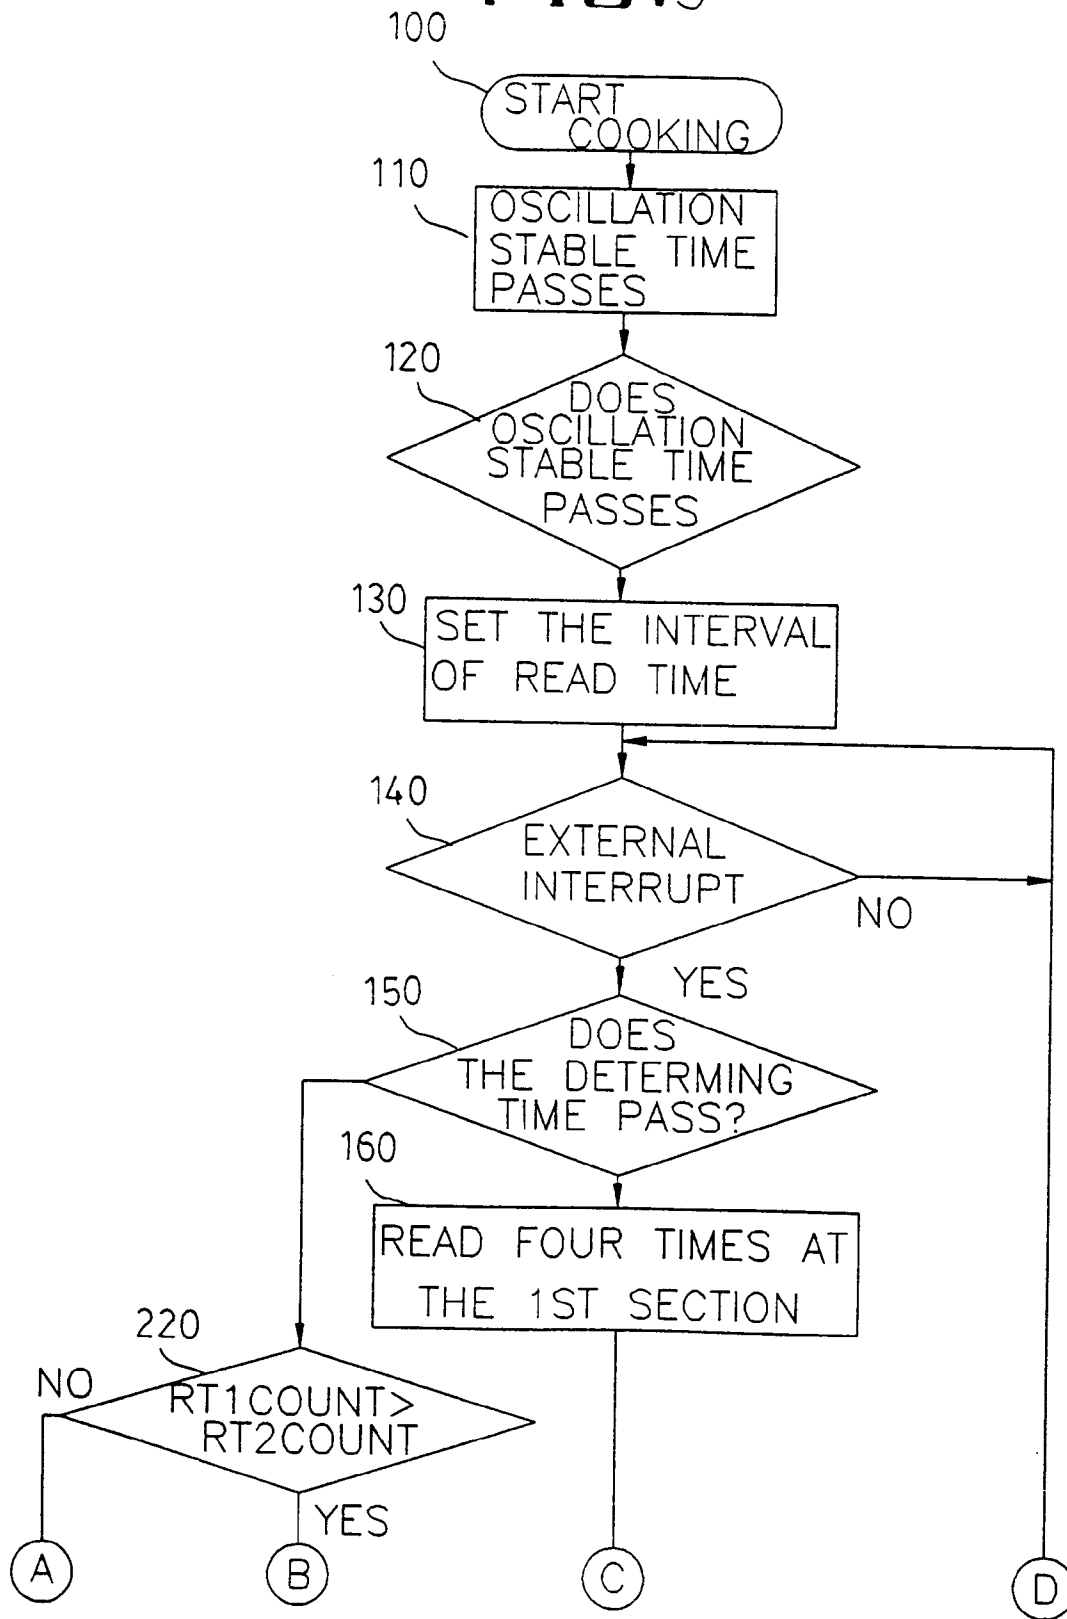 100
START
COOKING
110
OSCILLATION
STABLE TIME
PASSES
120
DOES
OSCILLATION
STABLE TIME
PASSES
130
SET THE INTERVAL
OF READ TIME
140
EXTERNAL
INTERRUPT
NO
YES
150
DOES
THE DETERMING
TIME PASS?
160
READ FOUR TIMES AT
THE 1ST SECTION
220
NO
RT1COUNT>
RT2COUNT
YES
A
B
C
D